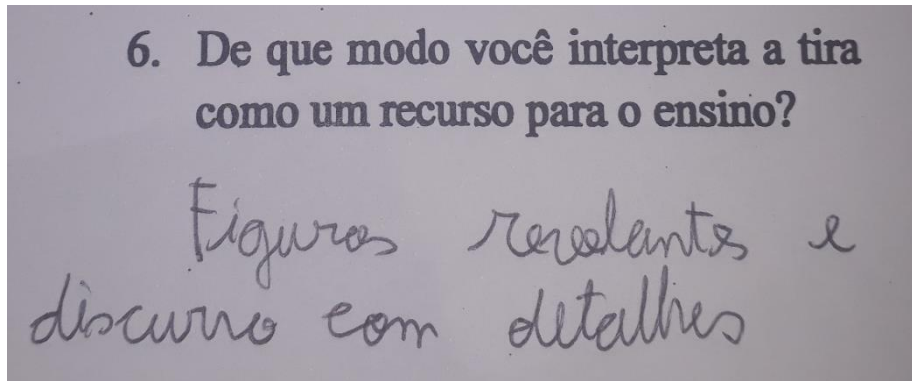 6. De que modo você interpreta a tira
como um recurso para o ensino?
Figuras revelantes e
discurso com detalhes